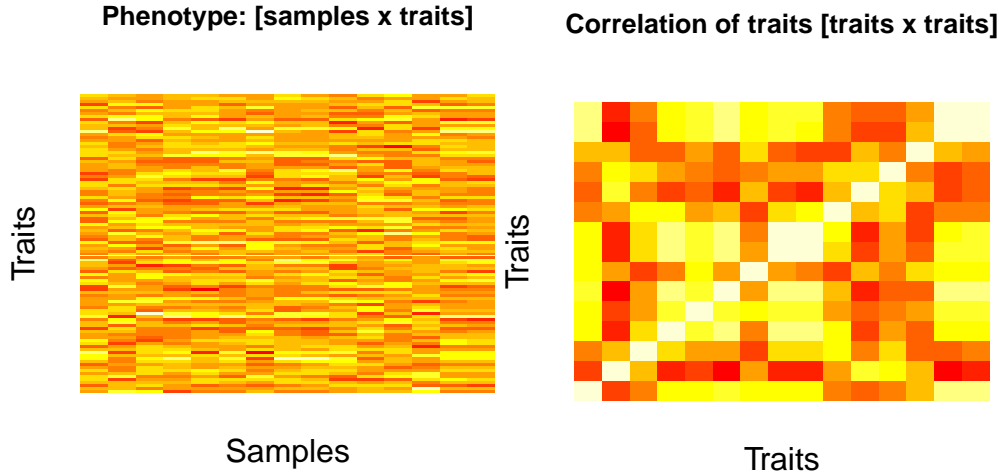 Phenotype: [samples x traits]
Correlation of traits [traits x traits]
Traits
Samples
Traits
Traits